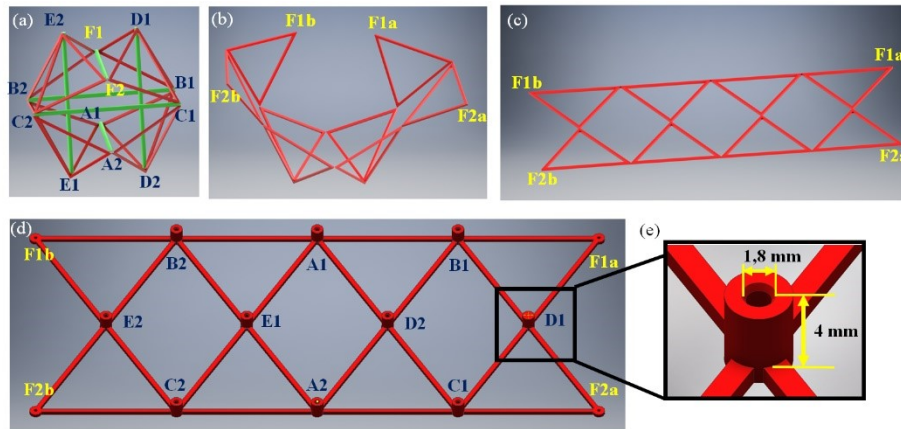 (a)
E2
D1
F1
B2
B1
F2
A1
C2
C1
A2
E1
D2
(b)
F1b
F1a
F2b
F2a
(c)
F1a
F1b
F2b
F2a
(d)
F1b
B2
A1
B1
F1a
E2
E1
D2
D1
F2b
C2
A2
C1
F2a
(e)
1,8 mm
4 mm